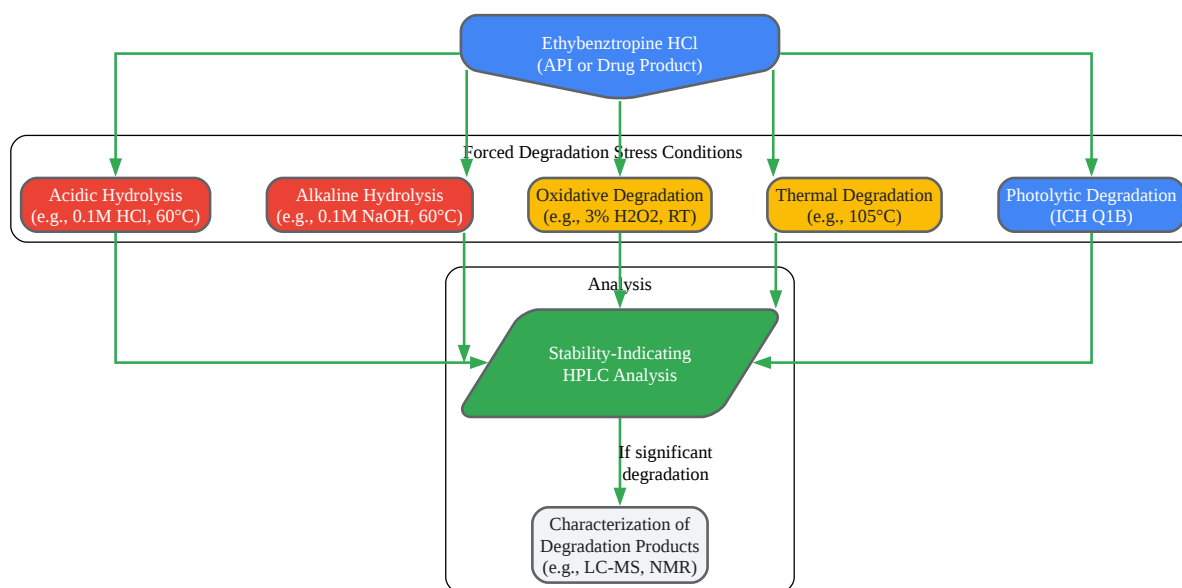 Ethybenztropine HCl
(API or Drug Product)
Forced Degradation Stress Conditions
Acidic Hydrolysis
(e.g., 0.1M HCl, 60°C)
Alkaline Hydrolysis
(e.g., 0.1M NaOH, 60°C)
Oxidative Degradation
(e.g., 3% H2O2, RT)
Thermal Degradation
(e.g., 105°C)
Photolytic Degradation
(ICH Q1B)
Analysis
Stability-Indicating
HPLC Analysis
If significant
degradation
Characterization of
Degradation Products
(e.g., LC-MS, NMR)